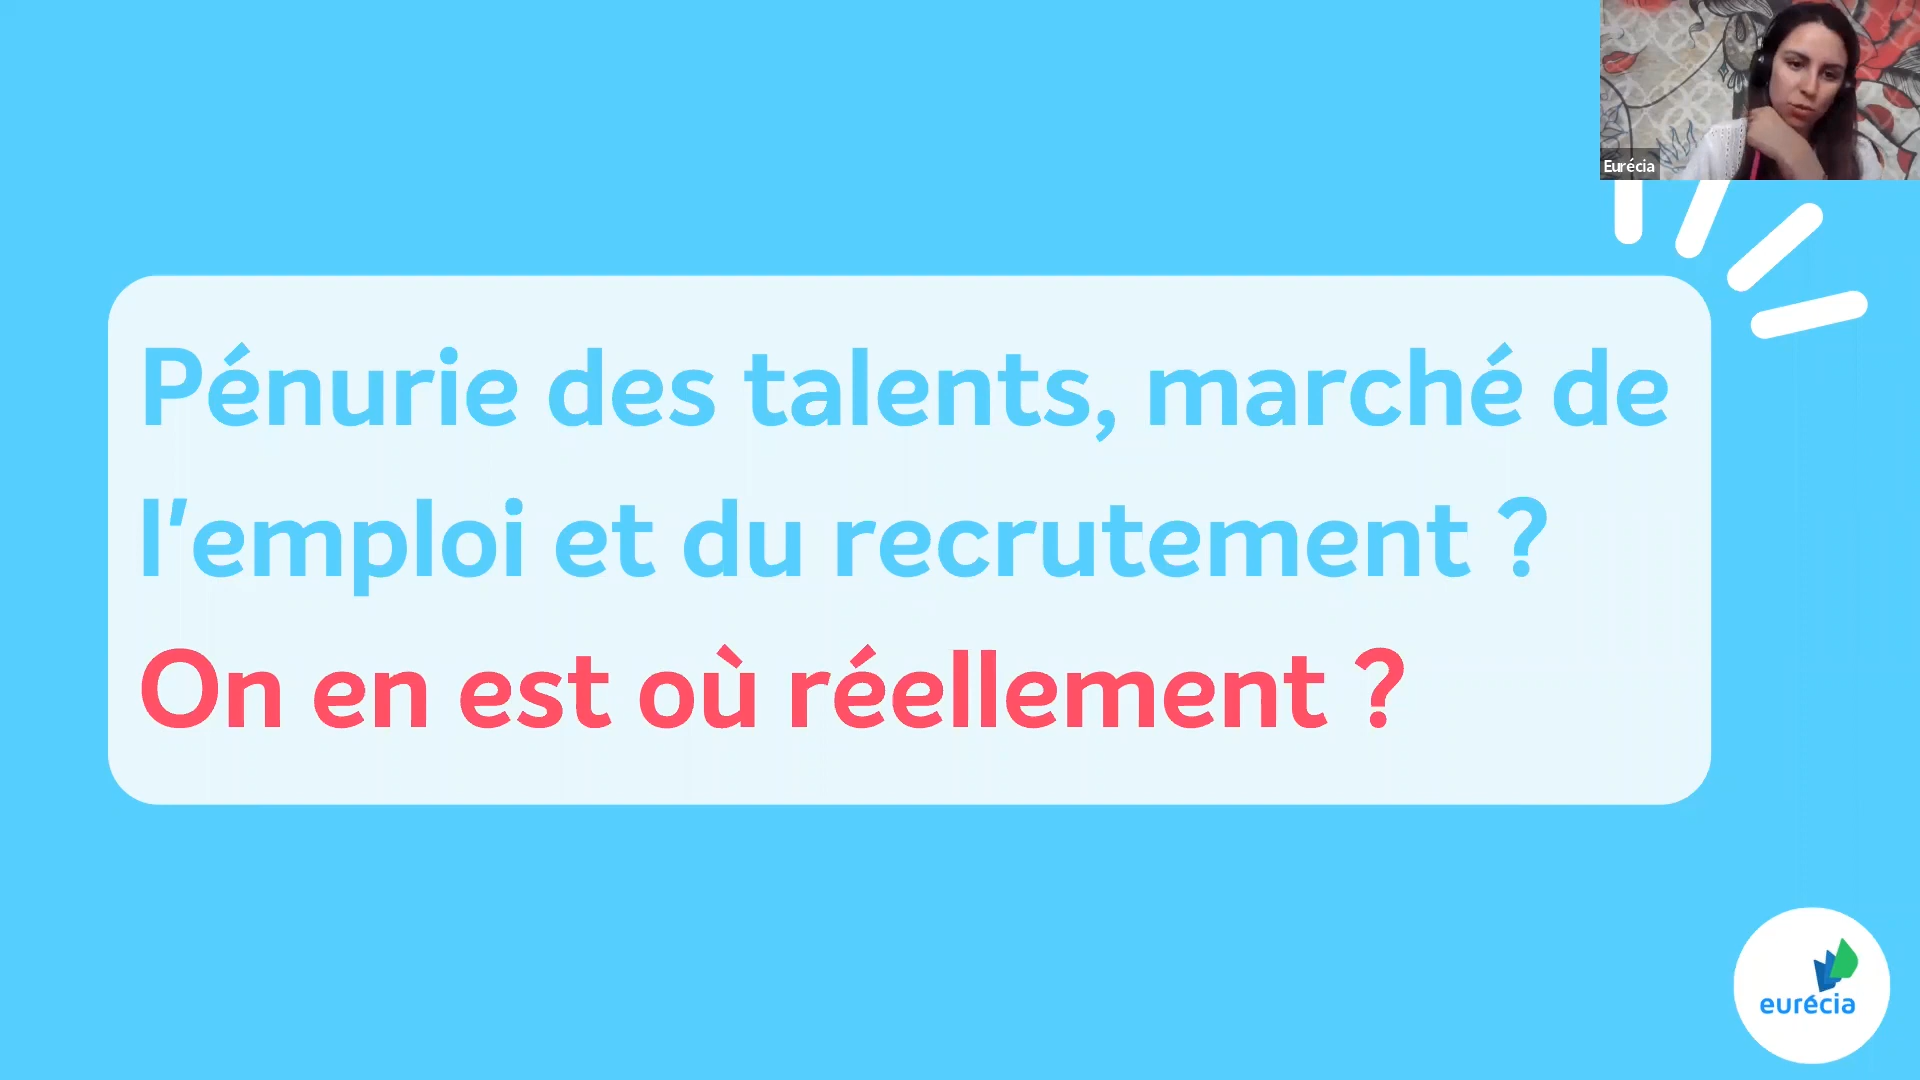 Eurécia
Pénurie des talents, marché de
l'emploi et du recrutement ?
On en est où réellement ?
eurécia